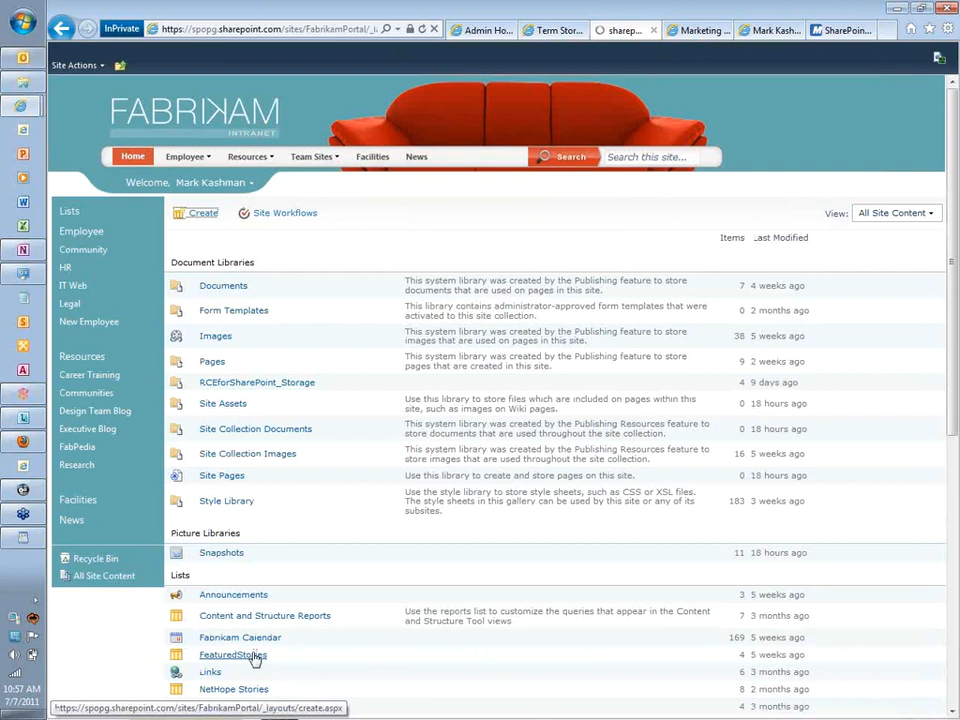 InPrivate
https://spopg.sharepoint.com/sites/FabrikamPortal/_l
Admin Ho...
Term Stor...
sharep...
Marketing ...
Mark Kash...
SharePoin...
Site Actions
FABRIKAM
INTRANET
Home
Employee
Resources
Team Sites
Facilities
News
Search
Search this site...
Welcome, Mark Kashman
Lists
Employee
Community
HR
IT Web
Legal
New Employee
Resources
Career Training
Communities
Design Team Blog
Executive Blog
FabPedia
Research
Facilities
News
Recycle Bin
All Site Content
Create
Site Workflows
View:
All Site Content
Items
Last Modified
Document Libraries
Documents
This system library was created by the Publishing feature to store
documents that are used on pages in this site.
7
4 weeks ago
Form Templates
This library contains administrator-approved form templates that were
activated to this site collection.
0
2 months ago
Images
This system library was created by the Publishing feature to store
images that are used on pages in this site.
38
5 weeks ago
Pages
This system library was created by the Publishing feature to store
pages that are created in this site.
9
2 weeks ago
RCEforSharePoint_Storage
4
9 days ago
Site Assets
Use this library to store files which are included on pages within this
site, such as images on Wiki pages.
0
18 hours ago
Site Collection Documents
This system library was created by the Publishing Resources feature to
store documents that are used throughout the site collection.
0
18 hours ago
Site Collection Images
This system library was created by the Publishing Resources feature to
store images that are used throughout the site collection.
16
5 weeks ago
Site Pages
Use this library to create and store pages on this site.
0
18 hours ago
Style Library
Use the style library to store style sheets, such as CSS or XSL files.
The style sheets in this gallery can be used by this site or any of its
subsites.
183
3 weeks ago
Picture Libraries
Snapshots
11
18 hours ago
Lists
Announcements
3
5 weeks ago
Content and Structure Reports
Use the reports list to customize the queries that appear in the Content
and Structure Tool views
7
3 months ago
Fabrikam Calendar
169
5 weeks ago
FeaturedStories
4
5 weeks ago
Links
6
3 months ago
NetHope Stories
8
2 months ago
4
3 months ago
https://spopg.sharepoint.com/sites/FabrikamPortal/_layouts/create.aspx
10:57 AM
7/7/2011